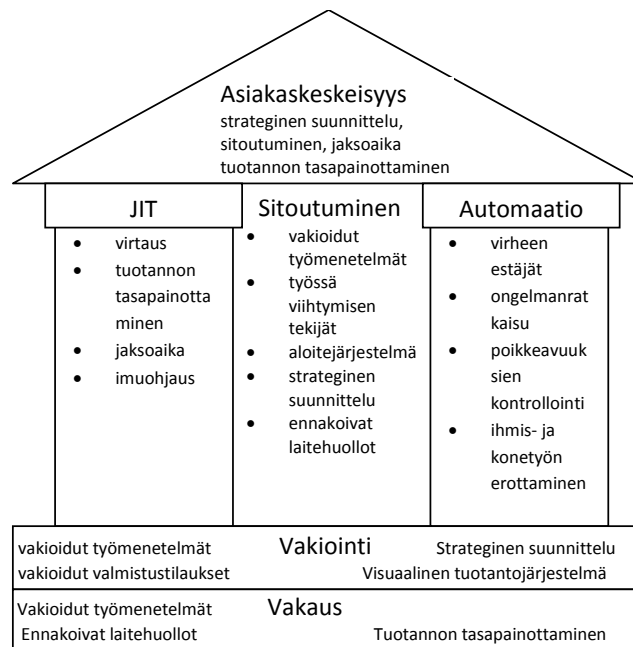 Asiakaskeskeisyys
strateginen suunnittelu,
sitoutuminen, jaksoaika
tuotannon tasapainottaminen
JIT
• virtaus
• tuotannon
tasapainotta
minen
• jaksoaika
• imuohjaus
Sitoutuminen
• vakioidut
työmenetelmät
• työssä
viihtymisen
tekijät
• aloitejärjestelmä
• strateginen
suunnittelu
• ennakoivat
laitehuollot
Automaatio
• virheen
estäjät
• ongelmanrat
kaisu
• poikkeavuuk
sien
kontrollointi
• ihmis- ja
konetyön
erottaminen
vakioidut työmenetelmät Vakiointi Strateginen suunnittelu
vakioidut valmistustilaukset Visuaalinen tuotantojärjestelmä
Vakioidut työmenetelmät Vakaus
Ennakoivat laitehuollot Tuotannon tasapainottaminen